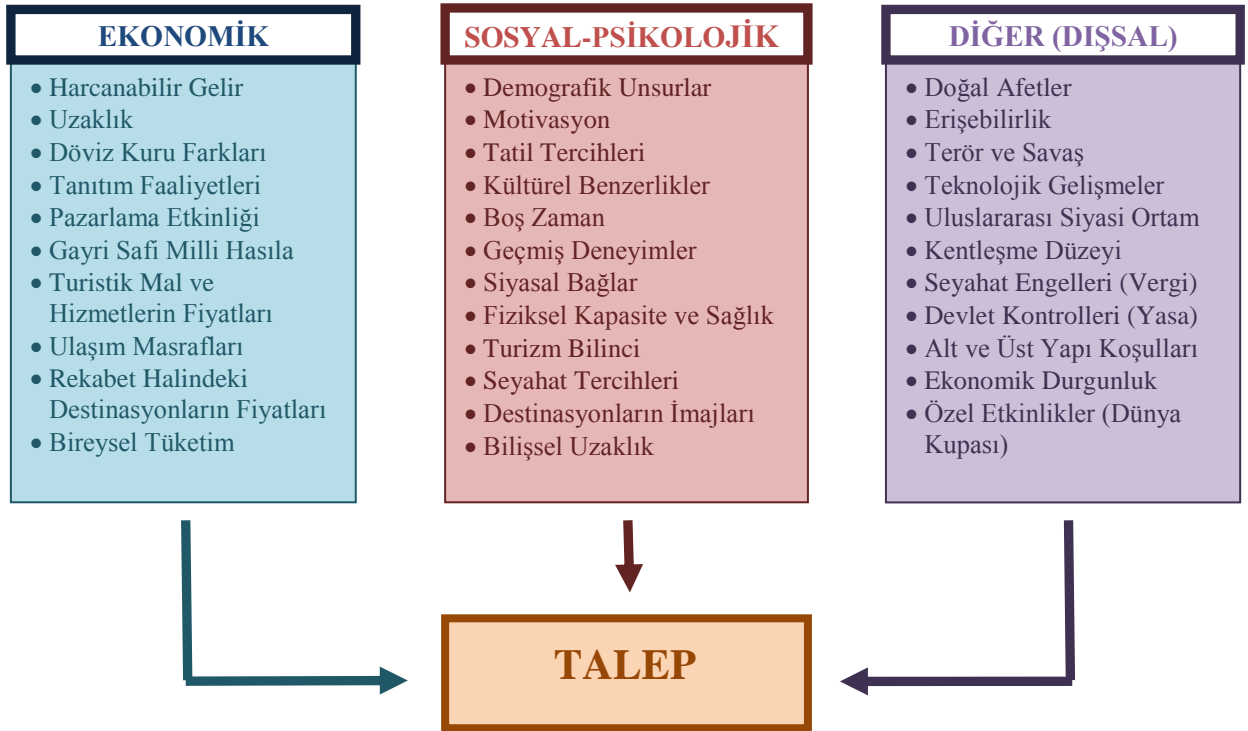 EKONOMİK
• Harcanabilir Gelir
• Uzaklık
• Döviz Kuru Farkları
• Tanıtım Faaliyetleri
• Pazarlama Etkinliği
• Gayri Safi Milli Hasıla
• Turistik Mal ve
Hizmetlerin Fiyatları
• Ulaşım Masrafları
• Rekabet Halindeki
Destinasyonların Fiyatları
• Bireysel Tüketim
SOSYAL-PSİKOLOJİK
• Demografik Unsurlar
• Motivasyon
• Tatil Tercihleri
• Kültürel Benzerlikler
• Boş Zaman
• Geçmiş Deneyimler
• Siyasal Bağlar
• Fiziksel Kapasite ve Sağlık
• Turizm Bilinci
• Seyahat Tercihleri
• Destinasyonların İmajları
• Bilişsel Uzaklık
DİĞER (DIŞSAL)
• Doğal Afetler
• Erişebilirlik
• Terör ve Savaş
• Teknolojik Gelişmeler
• Uluslararası Siyasi Ortam
• Kentleşme Düzeyi
• Seyahat Engelleri (Vergi)
• Devlet Kontrolleri (Yasa)
• Alt ve Üst Yapı Koşulları
• Ekonomik Durgunluk
• Özel Etkinlikler (Dünya
Kupası)
TALEP